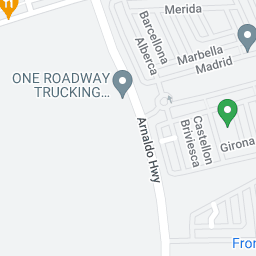 Merida
Barcellona
Alberca
Marbella
Madrid
ONE ROADWAY
TRUCKING...
Arnaldo Hwy
Castellon
Briviesca
Girona
Fron